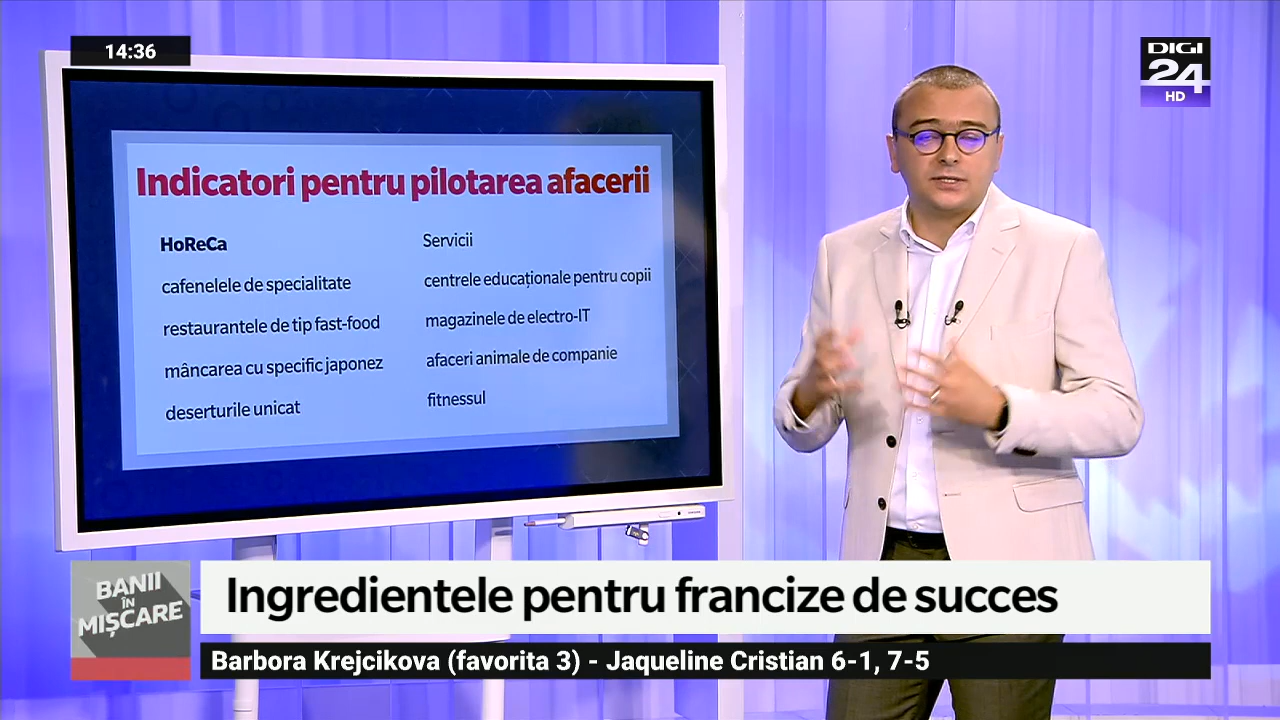 14:36
DIGI
24
HD
Indicatori pentru pilotarea afacerii
HoReCa
cafenelele de specialitate
restaurantele de tip fast-food
mâncarea cu specific japonez
deserturile unicat
Servicii
centrele educaționale pentru copii
magazinele de electro-IT
afaceri animale de companie
fitnessul
BANII
ÎN
MIȘCARE
Ingredientele pentru francize de succes
Barbora Krejcikova (favorita 3) - Jaqueline Cristian 6-1, 7-5